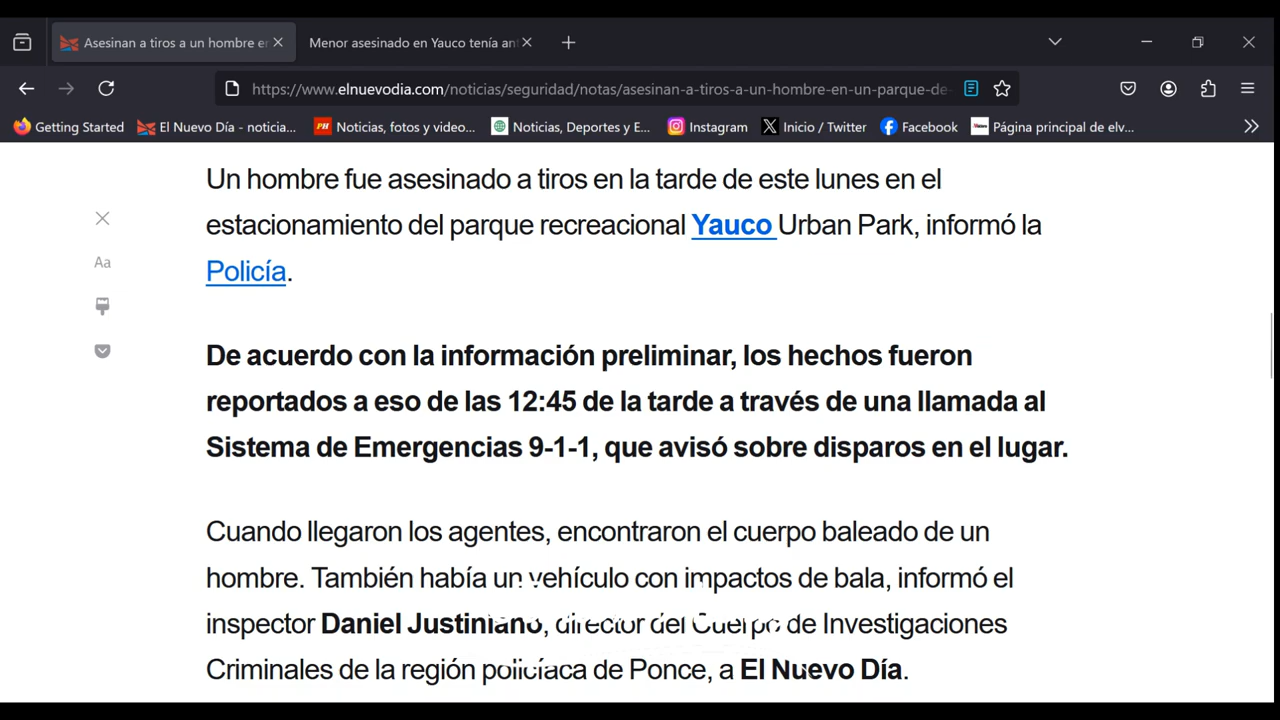 Asesinan a tiros a un hombre en
Menor asesinado en Yauco tenía ant
https://www.elnuevodia.com/noticias/seguridad/notas/asesinan-a-tiros-a-un-hombre-en-un-parque-de-
Getting Started
El Nuevo Día - noticia...
PH Noticias, fotos y video...
Noticias, Deportes y E...
Instagram
X Inicio / Twitter
Facebook
Página principal de elv...
Un hombre fue asesinado a tiros en la tarde de este lunes en el
estacionamiento del parque recreacional Yauco Urban Park, informó la
Policía.
Aa
De acuerdo con la información preliminar, los hechos fueron
reportados a eso de las 12:45 de la tarde a través de una llamada al
Sistema de Emergencias 9-1-1, que avisó sobre disparos en el lugar.
Cuando llegaron los agentes, encontraron el cuerpo baleado de un
hombre. También había un vehículo con impactos de bala, informó el
inspector Daniel Justiniano, director del Cuerpo de Investigaciones
Criminales de la región policíaca de Ponce, a El Nuevo Día.